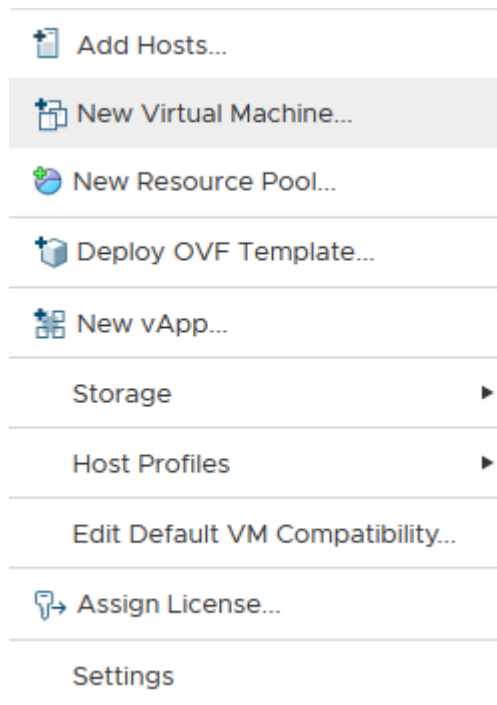 Add Hosts...
New Virtual Machine...
New Resource Pool...
Deploy OVF Template...
New vApp...
Storage
Host Profiles
Edit Default VM Compatibility...
Assign License...
Settings